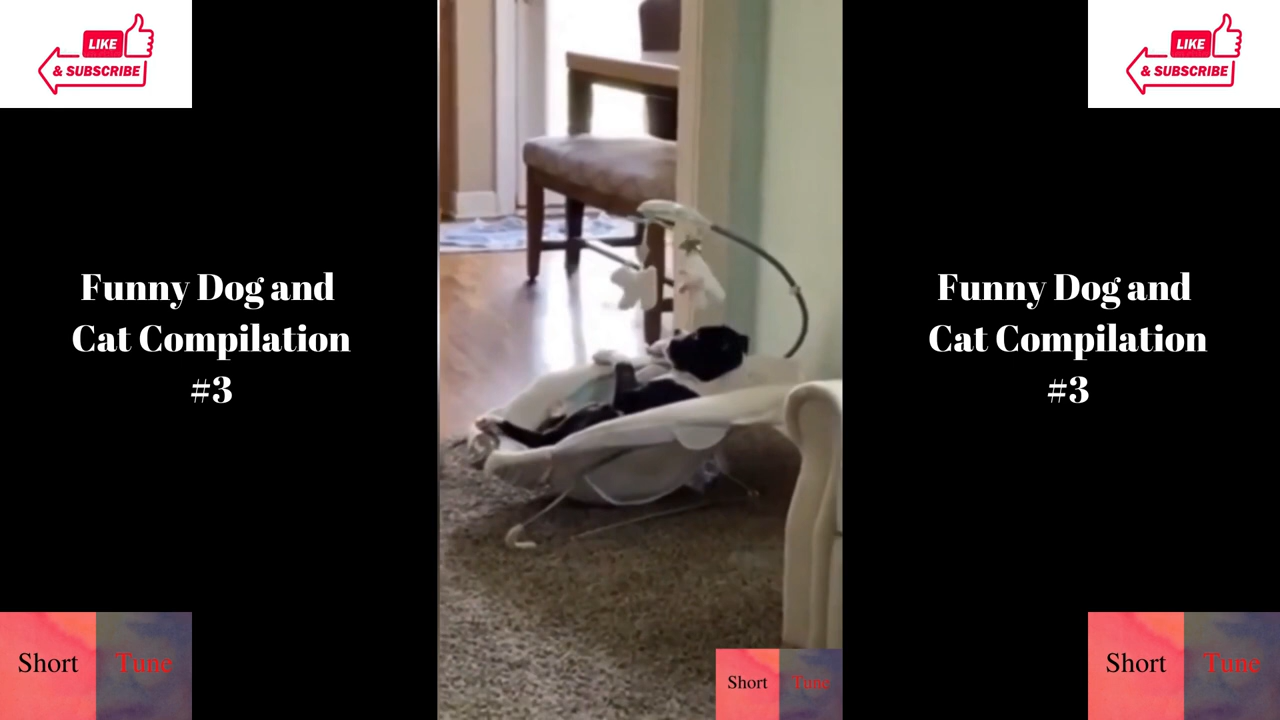 LIKE
& SUBSCRIBE
LIKE
& SUBSCRIBE
Funny Dog and
Cat Compilation
#3
Funny Dog and
Cat Compilation
#3
Short Tune
Short Tune
Short Tune